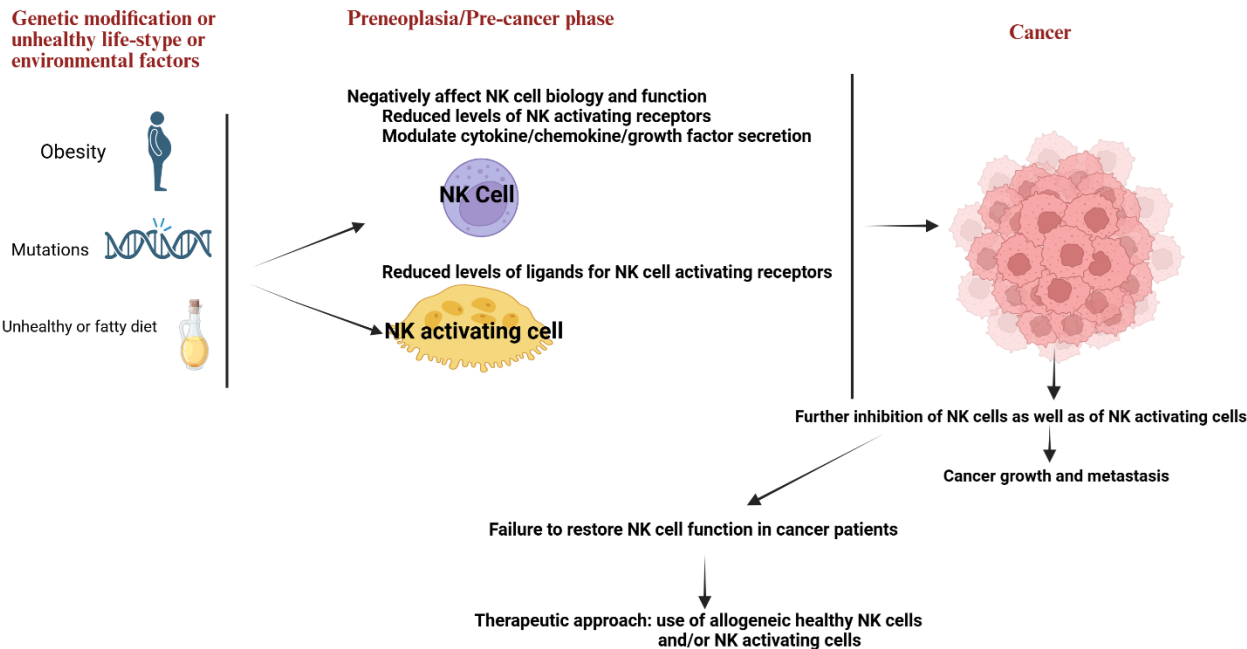 Genetic modification or
unhealthy life-stype or
environmental factors
Obesity
Mutations
Unhealthy or fatty diet
Preneoplasia/Pre-cancer phase
Negatively affect NK cell biology and function
Reduced levels of NK activating receptors
Modulate cytokine/chemokine/growth factor secretion
NK Cell
Reduced levels of ligands for NK cell activating receptors
NK activating cell
Cancer
Further inhibition of NK cells as well as of NK activating cells
Cancer growth and metastasis
Failure to restore NK cell function in cancer patients
Therapeutic approach: use of allogeneic healthy NK cells
and/or NK activating cells